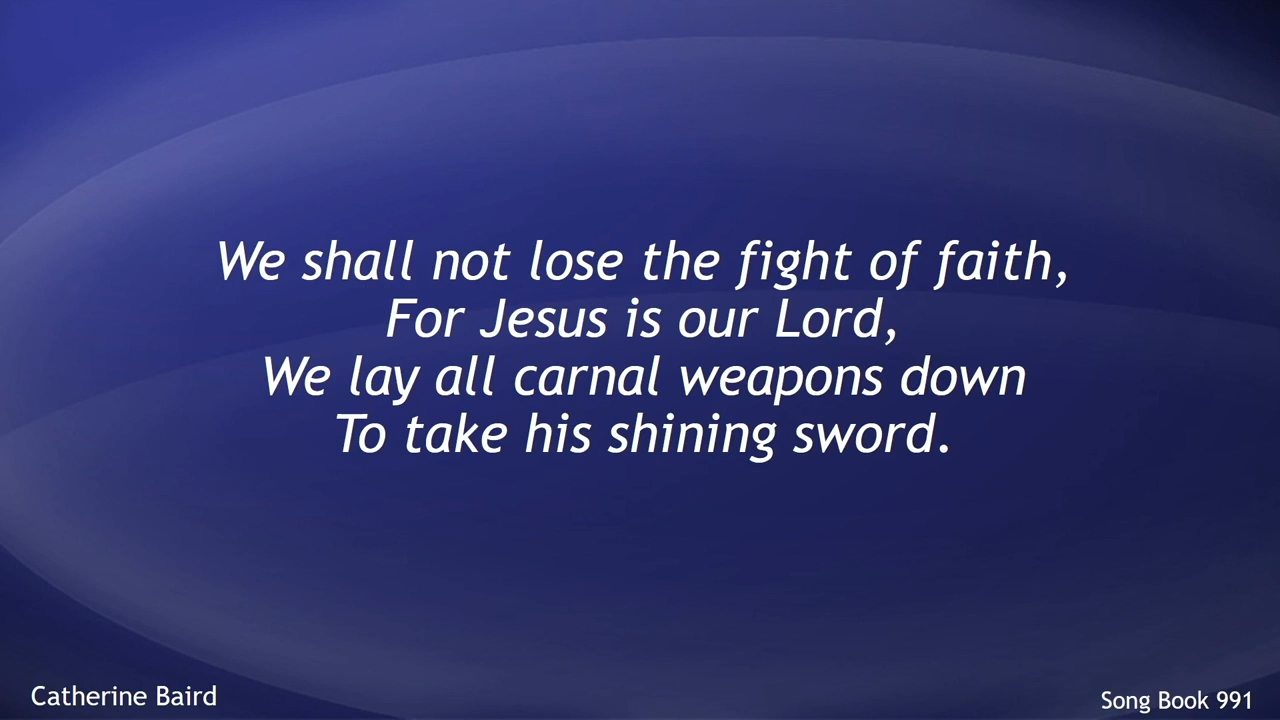 We shall not lose the fight of faith,
For Jesus is our Lord,
We lay all carnal weapons down
To take his shining sword.
Catherine Baird
Song Book 991